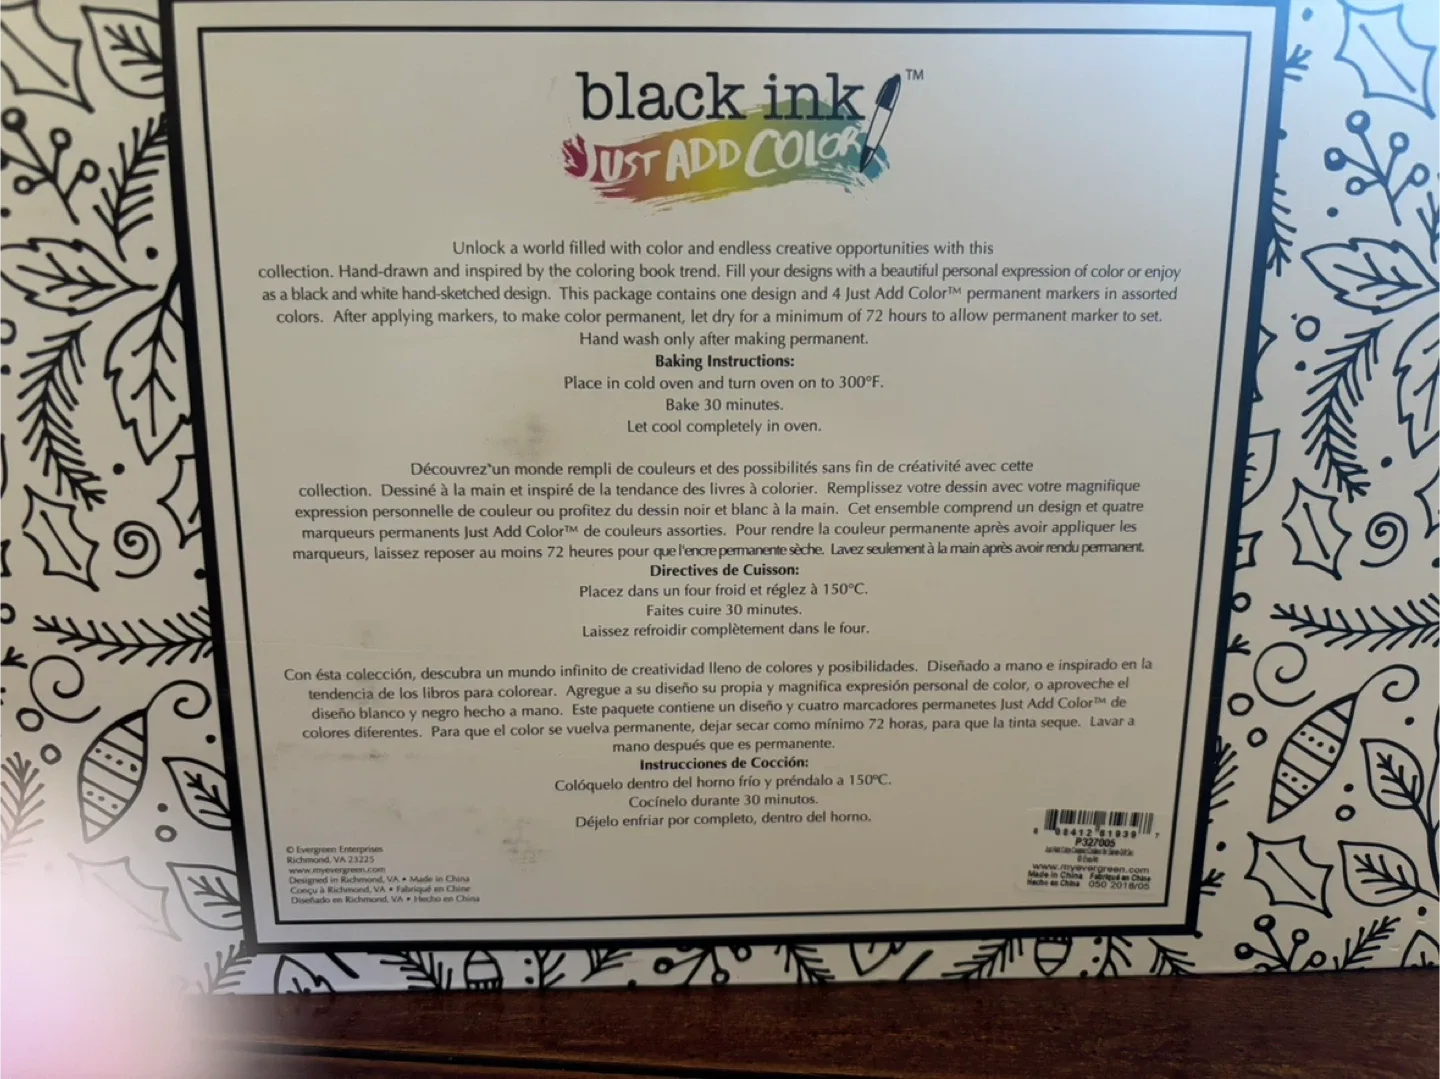 black ink™
JUST ADD COLOR
Unlock a world filled with color and endless creative opportunities with this
collection. Hand-drawn and inspired by the coloring book trend. Fill your designs with a beautiful personal expression of color or enjoy
as a black and white hand-sketched design. This package contains one design and 4 Just Add Color™ permanent markers in assorted
colors. After applying markers, to make color permanent, let dry for a minimum of 72 hours to allow permanent marker to set.
Hand wash only after making permanent.
Baking Instructions:
Place in cold oven and turn oven on to 300°F.
Bake 30 minutes.
Let cool completely in oven.
Découvrez un monde rempli de couleurs et des possibilités sans fin de créativité avec cette
collection. Dessiné à la main et inspiré de la tendance des livres à colorier. Remplissez votre dessin avec votre magnifique
expression personnelle de couleur ou profitez du dessin noir et blanc à la main. Cet ensemble comprend un design et quatre
marqueurs permanents Just Add Color™ de couleurs assorties. Pour rendre la couleur permanente après avoir appliquer les
marqueurs, laissez reposer au moins 72 heures pour que l'encre permanente sèche. Lavez seulement à la main après avoir rendu permanent.
Directives de Cuisson:
Placez dans un four froid et réglez à 150°C.
Faites cuire 30 minutes.
Laissez refroidir complètement dans le four.
Con ésta colección, descubra un mundo infinito de creatividad lleno de colores y posibilidades. Diseñado a mano e inspirado en la
tendencia de los libros para colorear. Agregue a su diseño su propia y magnifica expresión personal de color, o aproveche el
diseño blanco y negro hecho a mano. Este paquete contiene un diseño y cuatro marcadores permanetes Just Add Color™ de
colores diferentes. Para que el color se vuelva permanente, dejar secar como mínimo 72 horas, para que la tinta seque. Lavar a
mano después que es permanente.
Instrucciones de Cocción:
Colóquelo dentro del horno frío y préndalo a 150ºC.
Cocínelo durante 30 minutos.
Déjelo enfriar por completo, dentro del horno.
© Evergreen Enterprises
Richmond, VA 23225
www.myevergreen.com
Designed in Richmond, VA • Made in China
Conçu à Richmond, VA • Fabriqué en Chine
Diseñado en Richmond, VA • Hecho en China
98412 81939 7
P327005
www.myevergreen.com
Made in China Fabriqué en Chine
Hecho en China 050 2018/05